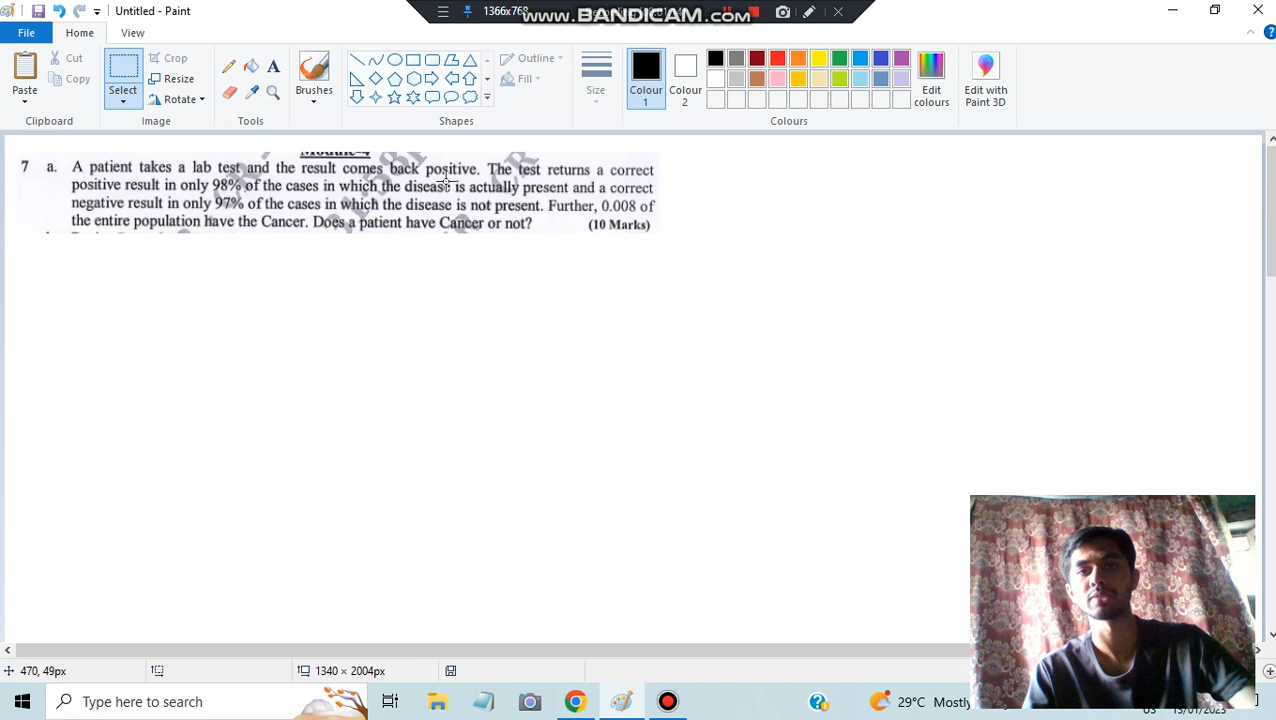 Untitled - Paint
1366x768
www.BANDICAM.com
File
Home
View
Paste
Cut
Copy
Clipboard
Select
Crop
Resize
Rotate
Image
Tools
Brushes
Shapes
Outline
Fill
Size
Colour 1
Colour 2
Colours
Edit colours
Edit with Paint 3D
Module-4
7 a. A patient takes a lab test and the result comes back positive. The test returns a correct
positive result in only 98% of the cases in which the disease is actually present and a correct
negative result in only 97% of the cases in which the disease is not present. Further, 0.008 of
the entire population have the Cancer. Does a patient have Cancer or not? (10 Marks)
470, 49px
1340 × 2004px
Type here to search
29°C Mostly
13/01/2023